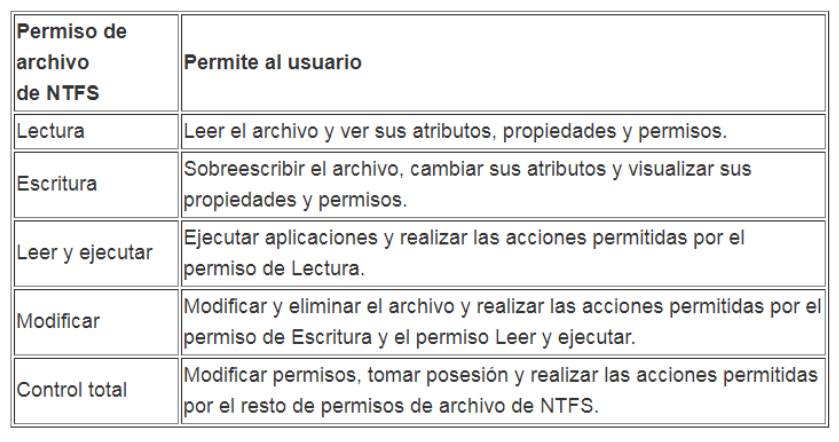 Permiso de
archivo
de NTFS
Permite al usuario
Lectura
Leer el archivo y ver sus atributos, propiedades y permisos.
Escritura
Sobreescribir el archivo, cambiar sus atributos y visualizar sus
propiedades y permisos.
Leer y ejecutar
Ejecutar aplicaciones y realizar las acciones permitidas por el
permiso de Lectura.
Modificar
Modificar y eliminar el archivo y realizar las acciones permitidas por el
permiso de Escritura y el permiso Leer y ejecutar.
Control total
Modificar permisos, tomar posesión y realizar las acciones permitidas
por el resto de permisos de archivo de NTFS.